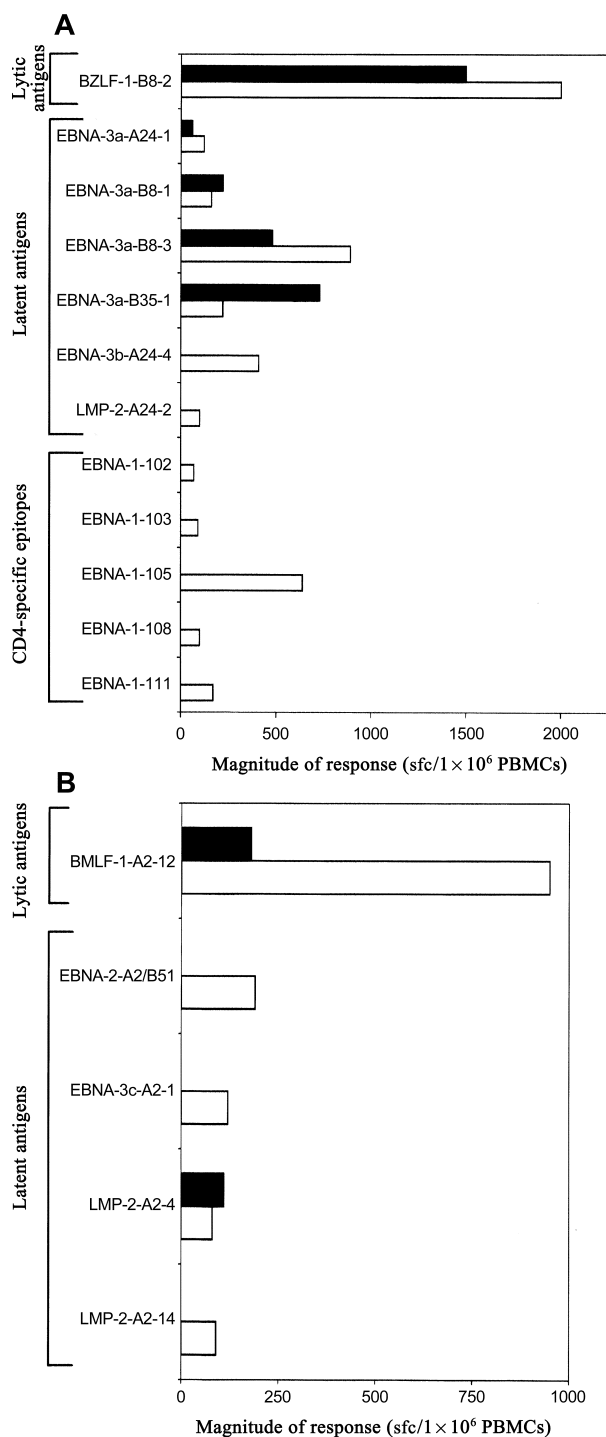 A
Lytic
antigens
BZLF-1-B8-2
Latent antigens
EBNA-3a-A24-1
EBNA-3a-B8-1
EBNA-3a-B8-3
EBNA-3a-B35-1
EBNA-3b-A24-4
LMP-2-A24-2
CD4-specific epitopes
EBNA-1-102
EBNA-1-103
EBNA-1-105
EBNA-1-108
EBNA-1-111
0 500 1000 1500 2000
Magnitude of response (sfc/1×10⁶ PBMCs)
B
Lytic antigens
BMLF-1-A2-12
Latent antigens
EBNA-2-A2/B51
EBNA-3c-A2-1
LMP-2-A2-4
LMP-2-A2-14
0 250 500 750 1000
Magnitude of response (sfc/1×10⁶ PBMCs)